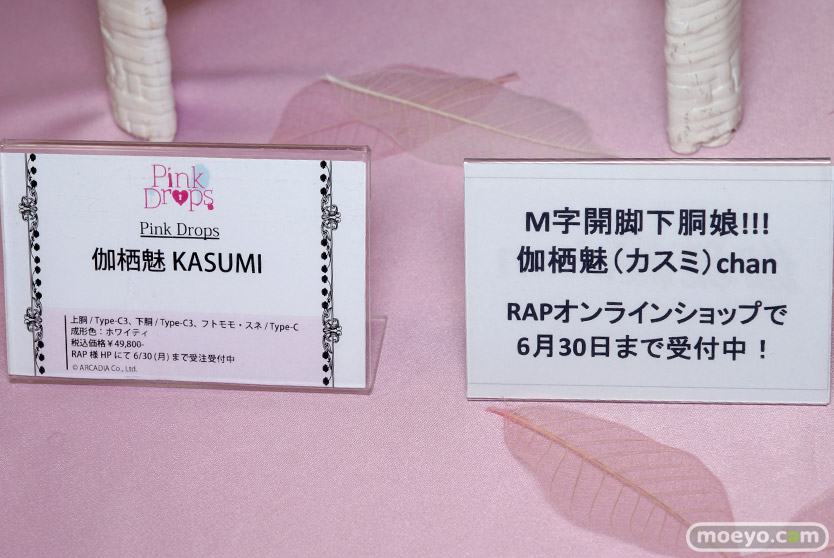 Pink
Drops
Pink Drops
伽栖魅 KASUMI
上胴 / Type-C3、下胴 / Type-C3、フトモモ・スネ / Type-C
成形色：ホワイティ
税込価格￥49,800-
RAP 様 HP にて 6/30 (月) まで受注受付中
© ARCADIA Co., Ltd.
M字開脚下胴娘!!!
伽栖魅（カスミ）chan
RAPオンラインショップで
6月30日まで受付中！
moeyo.com